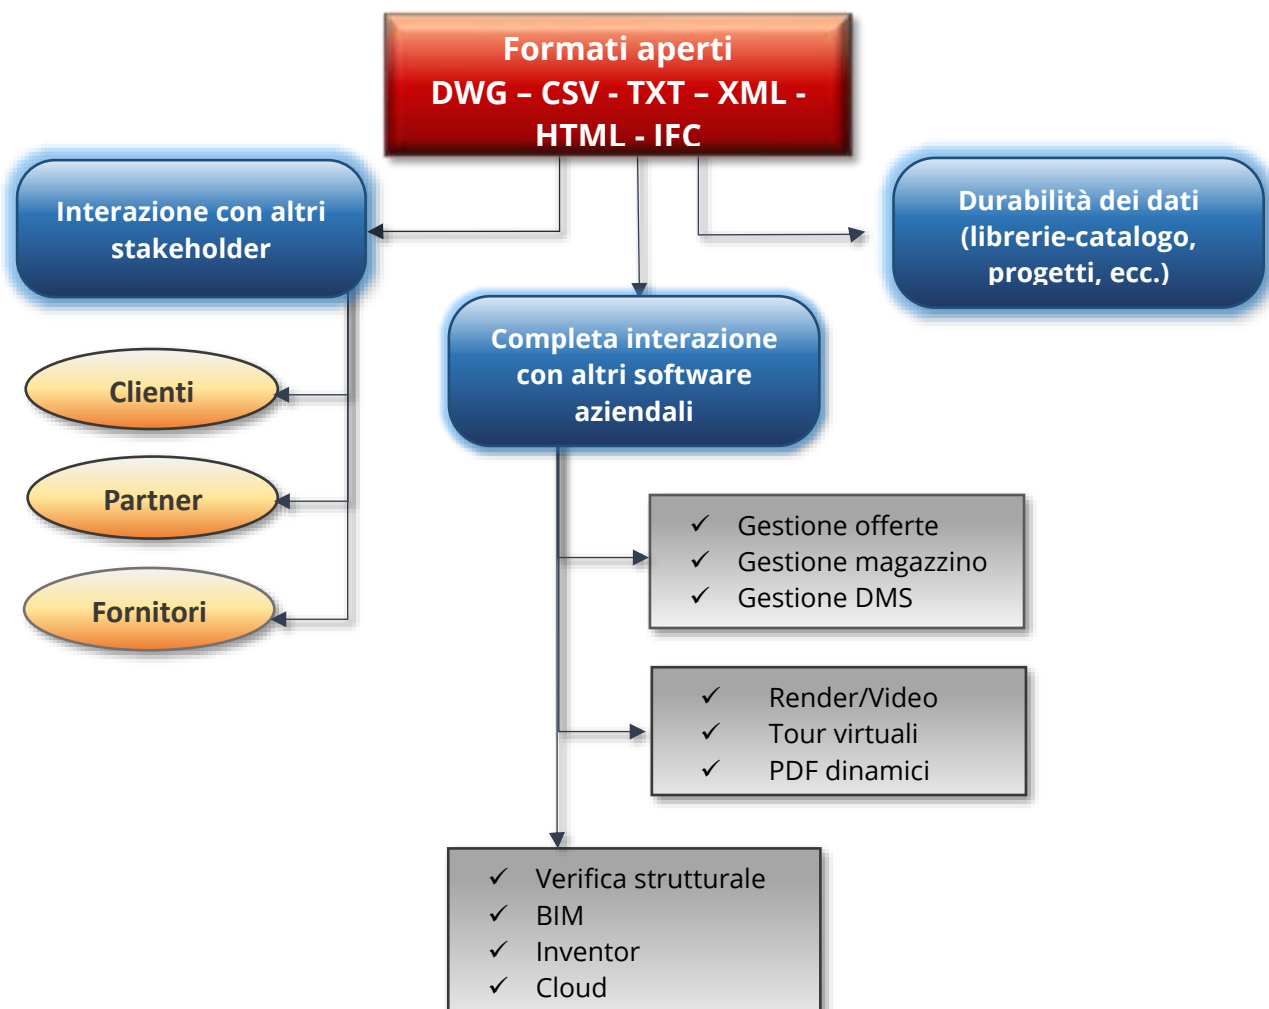 Formati aperti
DWG – CSV - TXT – XML -
HTML - IFC
Interazione con altri
stakeholder
Durabilità dei dati
(librerie-catalogo,
progetti, ecc.)
Completa interazione
con altri software
aziendali
Clienti
Partner
Fornitori
✓ Gestione offerte
✓ Gestione magazzino
✓ Gestione DMS
✓ Render/Video
✓ Tour virtuali
✓ PDF dinamici
✓ Verifica strutturale
✓ BIM
✓ Inventor
✓ Cloud